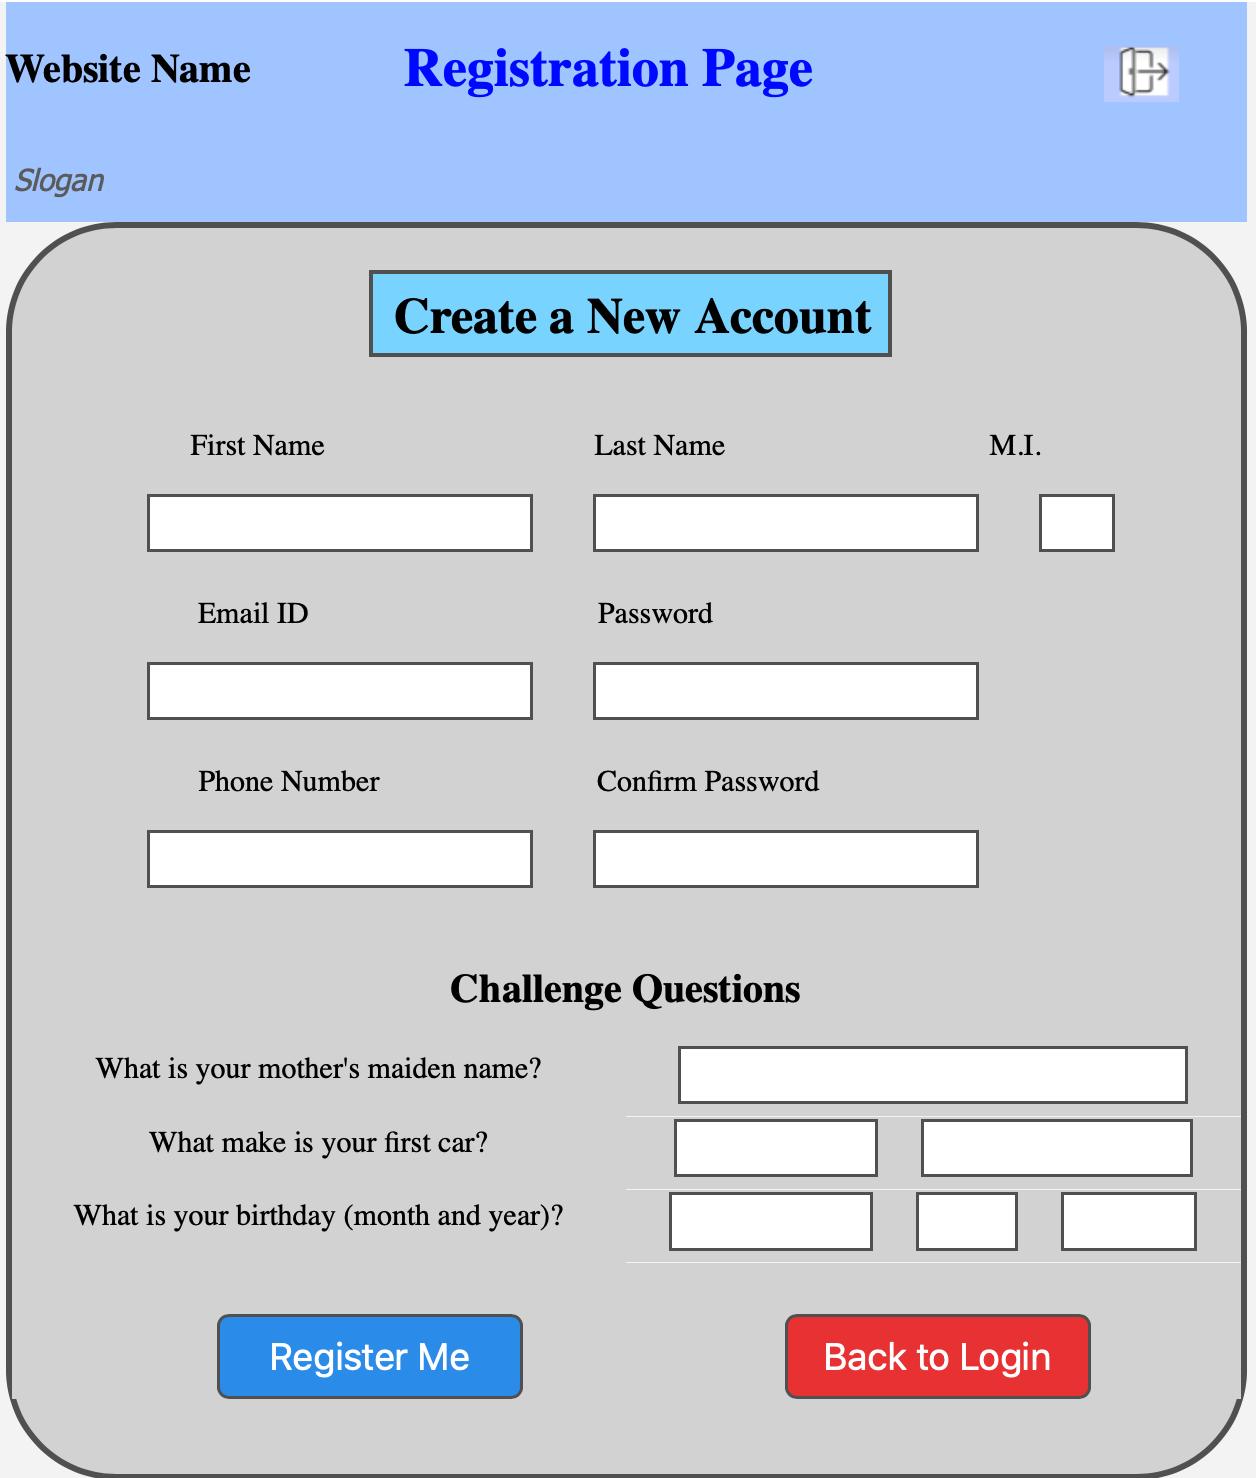 Website Name
Registration Page
Slogan
Create a New Account
First Name
Last Name
M.I.
Email ID
Password
Phone Number
Confirm Password
Challenge Questions
What is your mother's maiden name?
What make is your first car?
What is your birthday (month and year)?
Register Me
Back to Login